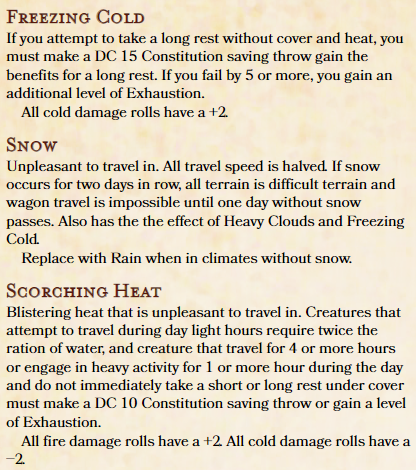 Freezing Cold
If you attempt to take a long rest without cover and heat, you
must make a DC 15 Constitution saving throw gain the
benefits for a long rest. If you fail by 5 or more, you gain an
additional level of Exhaustion.
All cold damage rolls have a +2.
Snow
Unpleasant to travel in. All travel speed is halved. If snow
occurs for two days in row, all terrain is difficult terrain and
wagon travel is impossible until one day without snow
passes. Also has the the effect of Heavy Clouds and Freezing
Cold.
Replace with Rain when in climates without snow.
Scorching Heat
Blistering heat that is unpleasant to travel in. Creatures that
attempt to travel during day light hours require twice the
ration of water, and creature that travel for 4 or more hours
or engage in heavy activity for 1 or more hour during the day
and do not immediately take a short or long rest under cover
must make a DC 10 Constitution saving throw or gain a level
of Exhaustion.
All fire damage rolls have a +2. All cold damage rolls have a
−2.